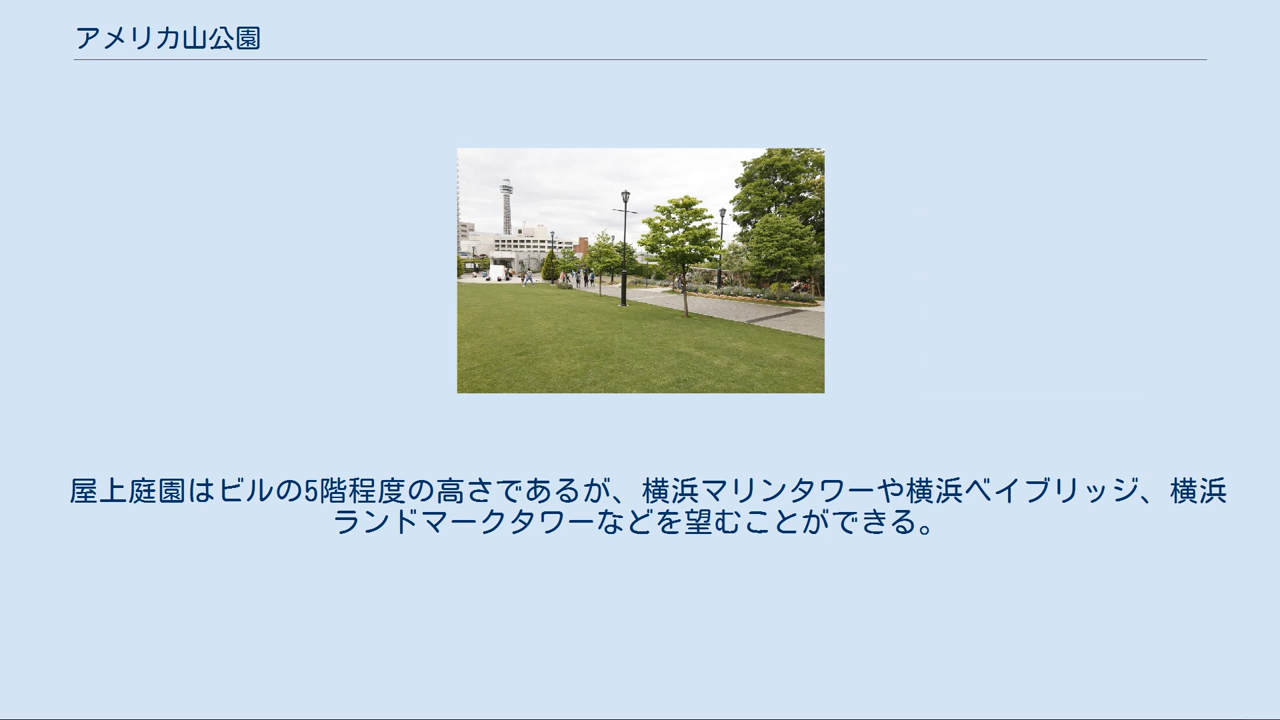 アメリカ山公園
屋上庭園はビルの5階程度の高さであるが、横浜マリンタワーや横浜ベイブリッジ、横浜
ランドマークタワーなどを望むことができる。